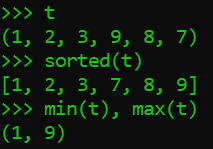 >>> t
(1, 2, 3, 9, 8, 7)
>>> sorted(t)
[1, 2, 3, 7, 8, 9]
>>> min(t), max(t)
(1, 9)